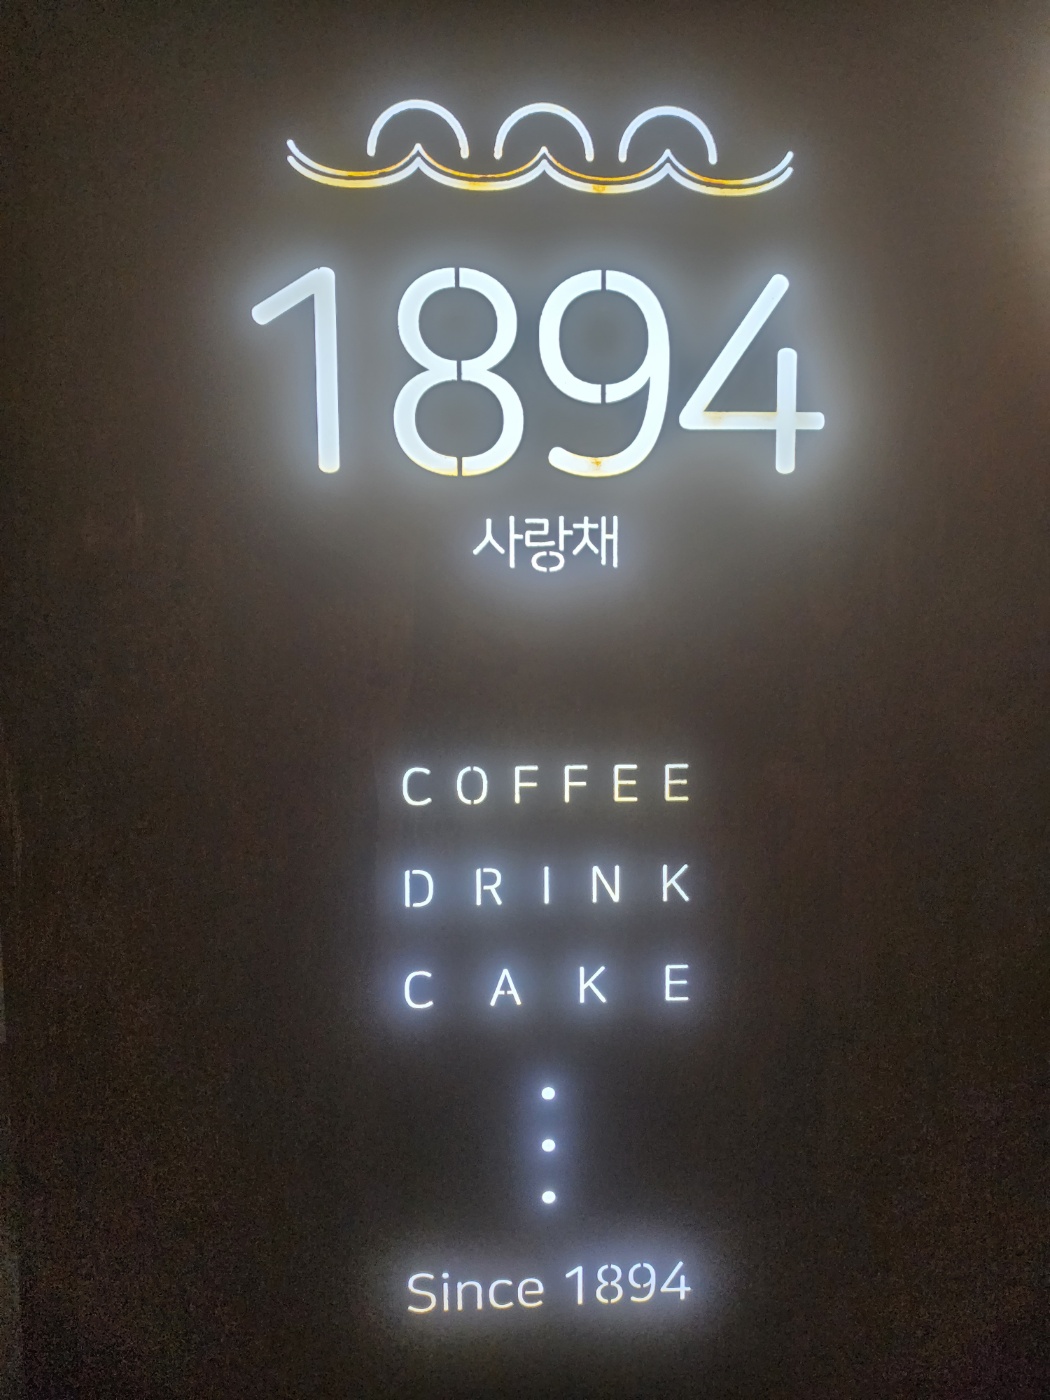 1894
사랑채
COFFEE
DRINK
CAKE
Since 1894